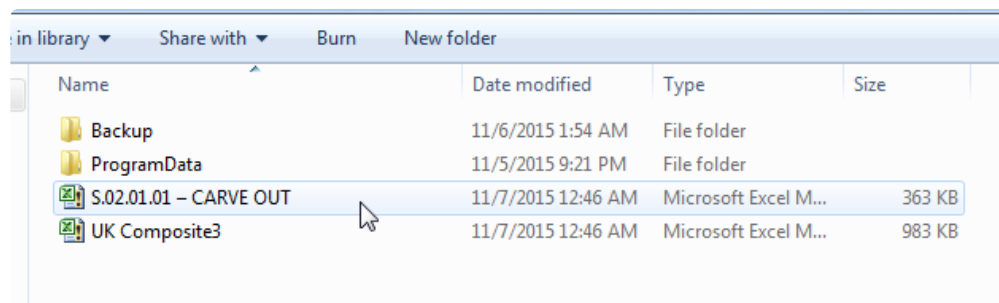 in library Share with Burn New folder
Name Date modified Type Size
Backup 11/6/2015 1:54 AM File folder
ProgramData 11/5/2015 9:21 PM File folder
S.02.01.01 – CARVE OUT 11/7/2015 12:46 AM Microsoft Excel M... 363 KB
UK Composite3 11/7/2015 12:46 AM Microsoft Excel M... 983 KB